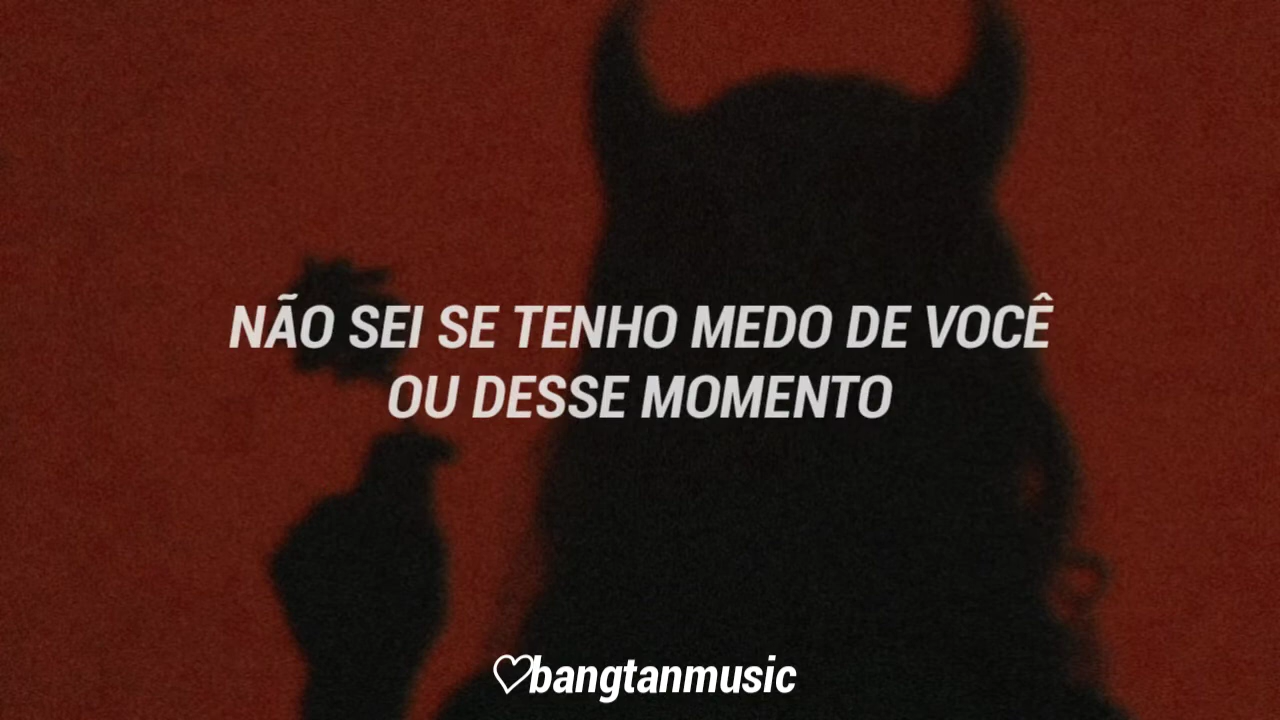 NÃO SEI SE TENHO MEDO DE VOCÊ
OU DESSE MOMENTO
♡bangtanmusic